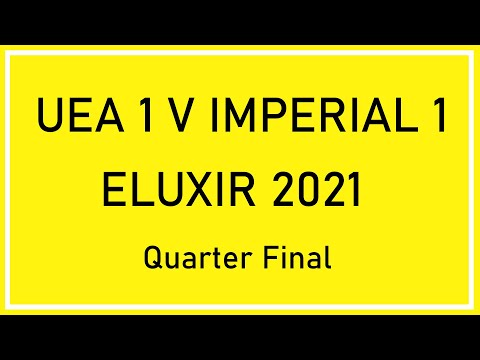 UEA 1 V IMPERIAL 1
ELUXIR 2021
Quarter Final